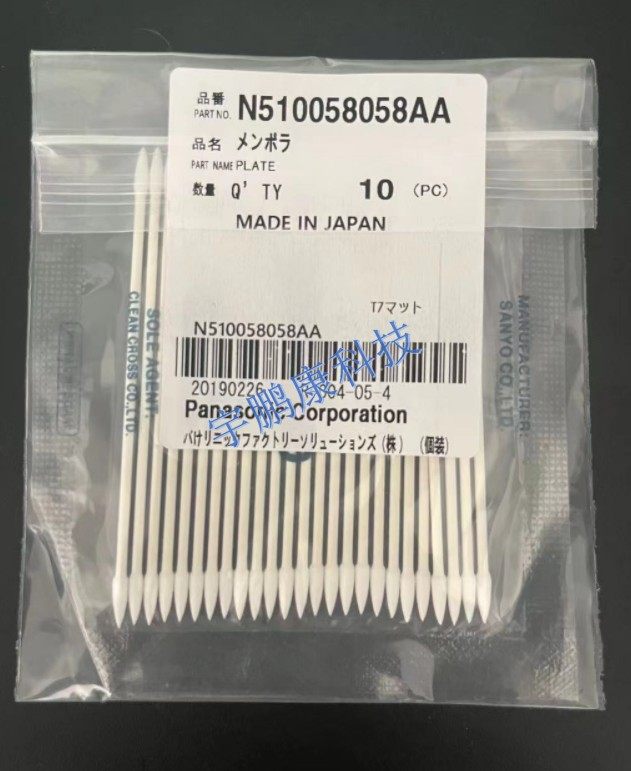 品番
PART NO. N510058058AA
品名 メンボラ
PART NAME PLATE
数量 Q'TY 10 (PC)
MADE IN JAPAN
T7マット
N510058058AA
20190226 04-05-4
Panasonic Corporation
パけリニックファクトリーソリューションズ(株) (個装)
宇鹏康科技
SOLE AGENT:
CLEAN CROSS CO.,LTD.
MANUFACTURER:
SANYO CO.,LTD